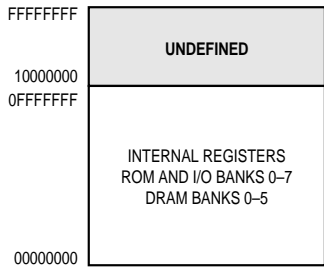 FFFFFFFF
UNDEFINED
10000000
0FFFFFFF
INTERNAL REGISTERS
ROM AND I/O BANKS 0–7
DRAM BANKS 0–5
00000000